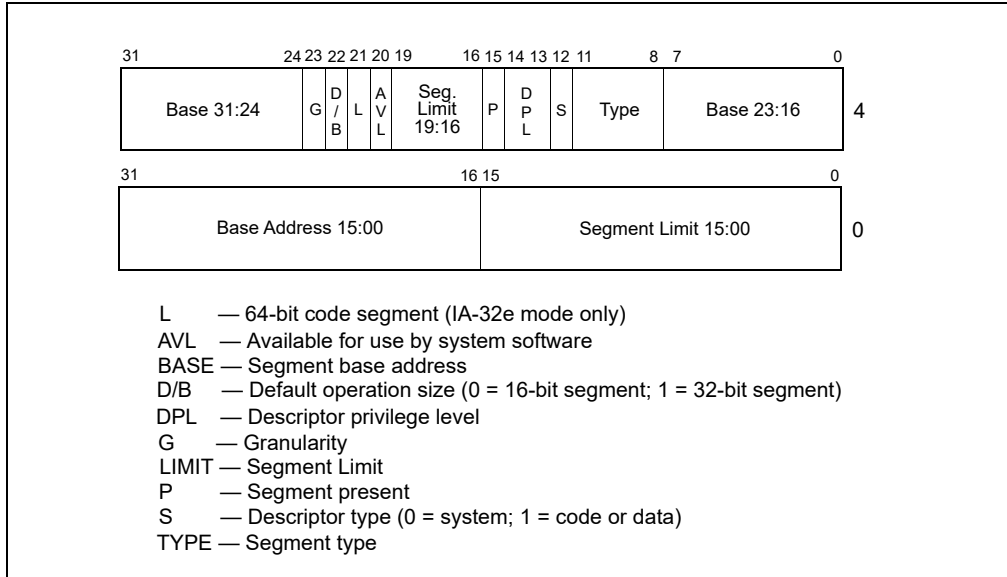 31 24 23 22 21 20 19 16 15 14 13 12 11 8 7 0
Base 31:24 G D/B L AVL Seg. Limit 19:16 P DPL S Type Base 23:16 4
31 16 15 0
Base Address 15:00 Segment Limit 15:00 0
L — 64-bit code segment (IA-32e mode only)
AVL — Available for use by system software
BASE — Segment base address
D/B — Default operation size (0 = 16-bit segment; 1 = 32-bit segment)
DPL — Descriptor privilege level
G — Granularity
LIMIT — Segment Limit
P — Segment present
S — Descriptor type (0 = system; 1 = code or data)
TYPE — Segment type